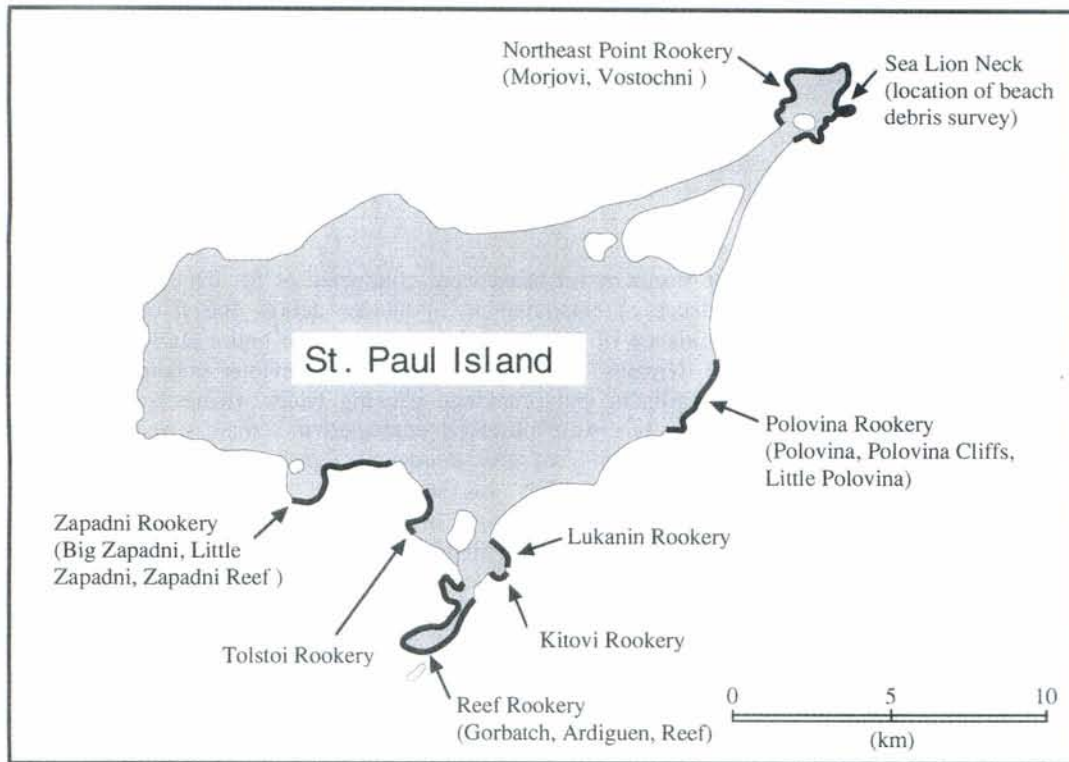 Northeast Point Rookery
(Morjovi, Vostochni )
Sea Lion Neck
(location of beach
debris survey)
St. Paul Island
Polovina Rookery
(Polovina, Polovina Cliffs,
Little Polovina)
Zapadni Rookery
(Big Zapadni, Little
Zapadni, Zapadni Reef )
Lukanin Rookery
Tolstoi Rookery
Kitovi Rookery
Reef Rookery
(Gorbatch, Ardiguen, Reef)
0 5 10
(km)